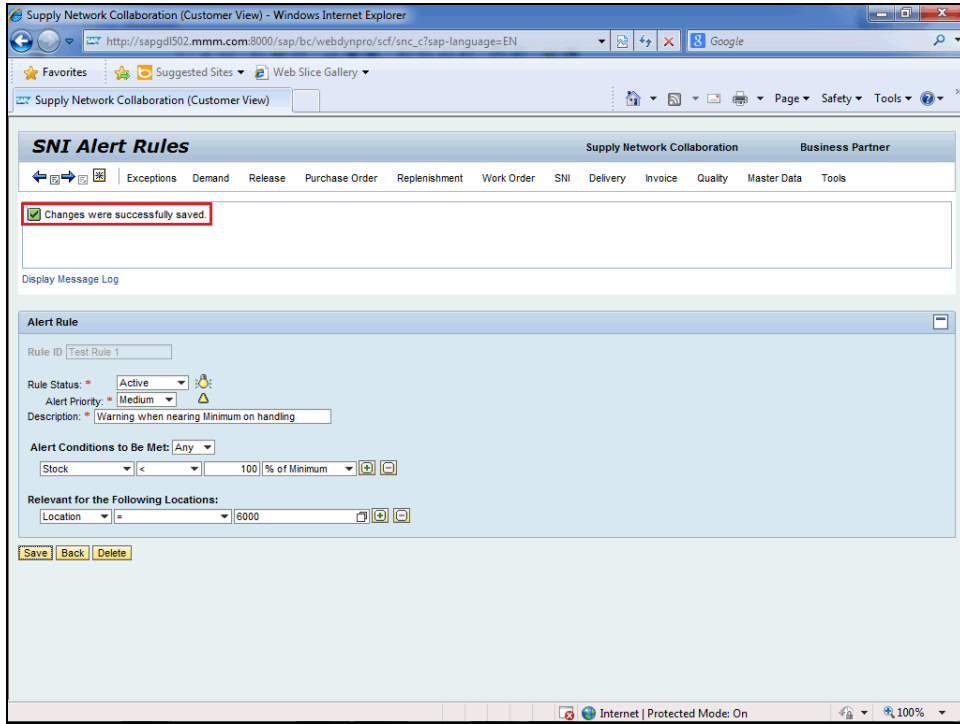 Supply Network Collaboration (Customer View) - Windows Internet Explorer
http://sapgdl502.mmm.com:8000/sap/bc/webdynpro/scf/snc_c?sap-language=EN
Google
Favorites Suggested Sites Web Slice Gallery
Supply Network Collaboration (Customer View)
Page Safety Tools
SNI Alert Rules Supply Network Collaboration Business Partner
Exceptions Demand Release Purchase Order Replenishment Work Order SNI Delivery Invoice Quality Master Data Tools
Changes were successfully saved.
Display Message Log
Alert Rule
Rule ID Test Rule 1
Rule Status: * Active
Alert Priority: * Medium
Description: * Warning when nearing Minimum on handling
Alert Conditions to Be Met: Any
Stock < 100 % of Minimum
Relevant for the Following Locations:
Location = 6000
Save Back Delete
Internet | Protected Mode: On 100%